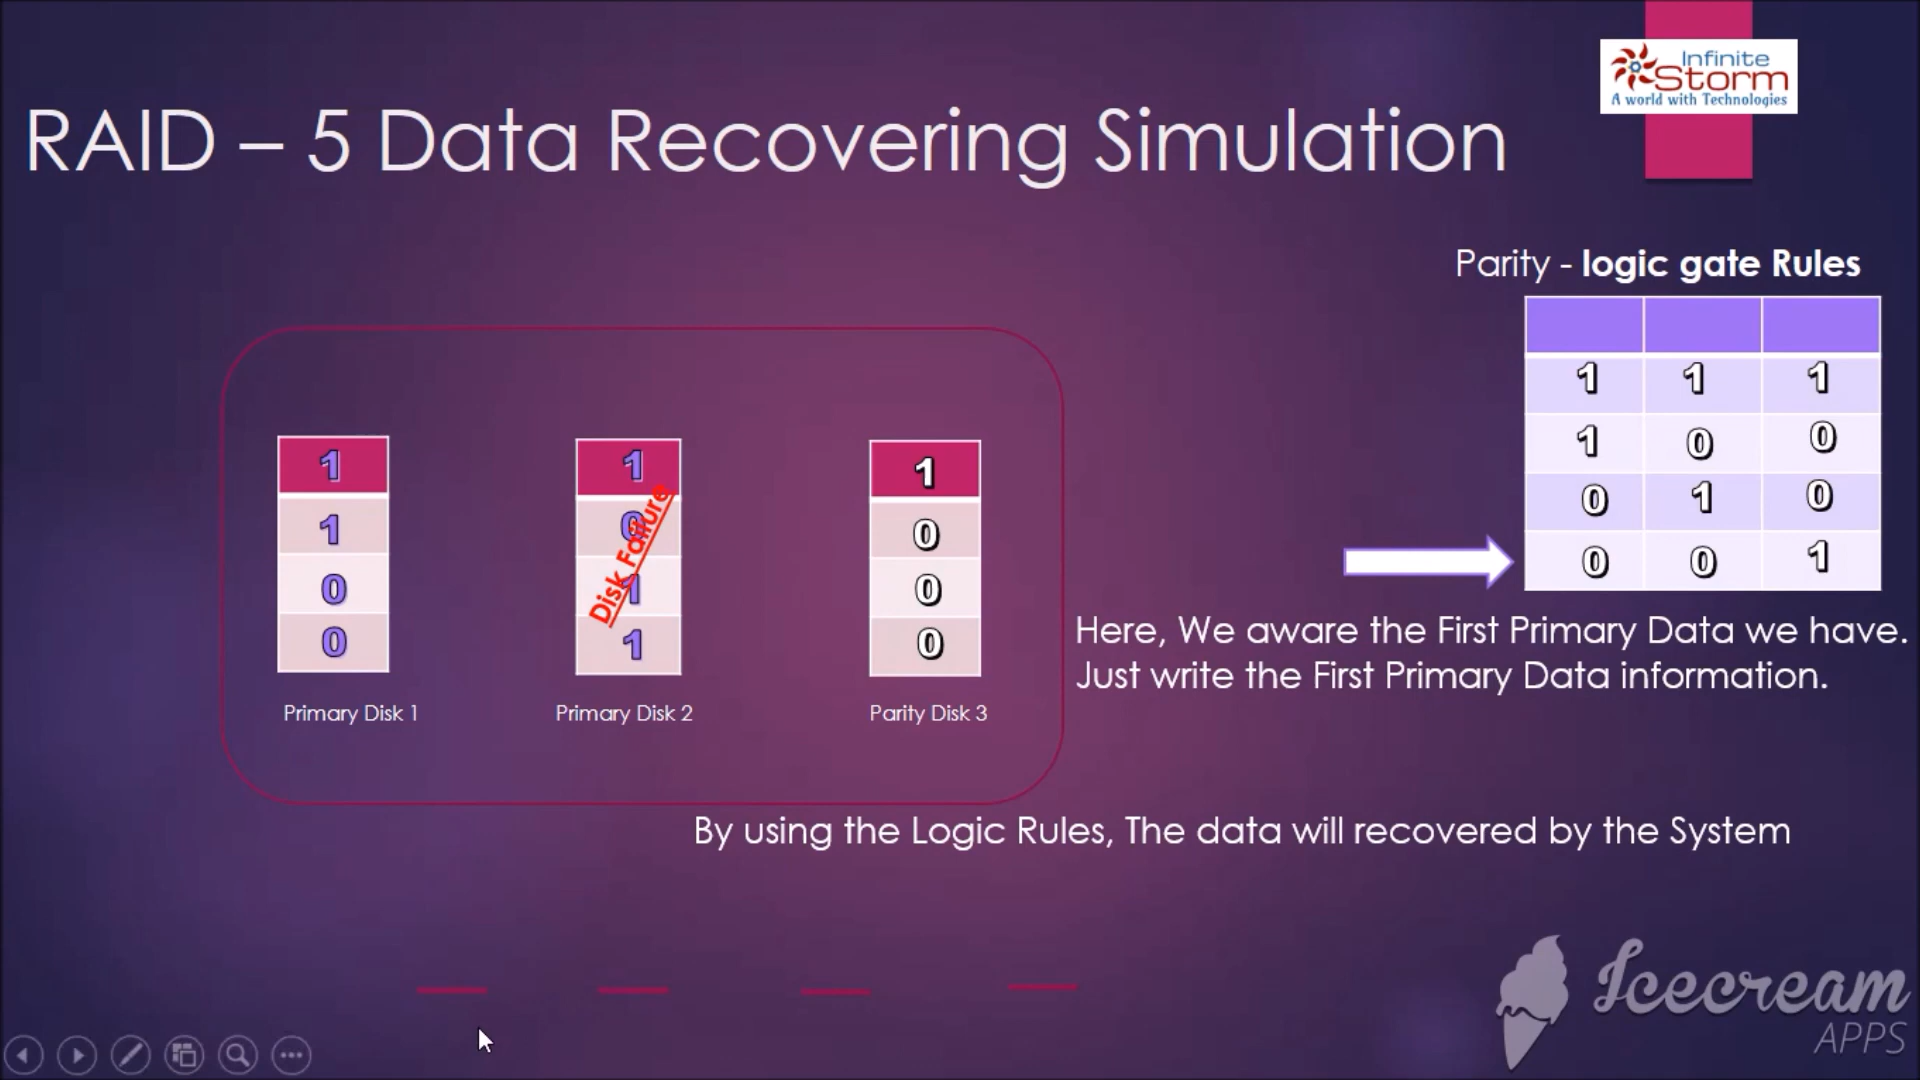 Infinite
Storm
A world with Technologies
RAID – 5 Data Recovering Simulation
Parity - logic gate Rules
1 1 1
1 0 0
0 1 0
0 0 1
1 1 1
1 0 0
0 1 0
0 1 0
Disk Failure
Primary Disk 1 Primary Disk 2 Parity Disk 3
Here, We aware the First Primary Data we have.
Just write the First Primary Data information.
By using the Logic Rules, The data will recovered by the System
Icecream
APPS